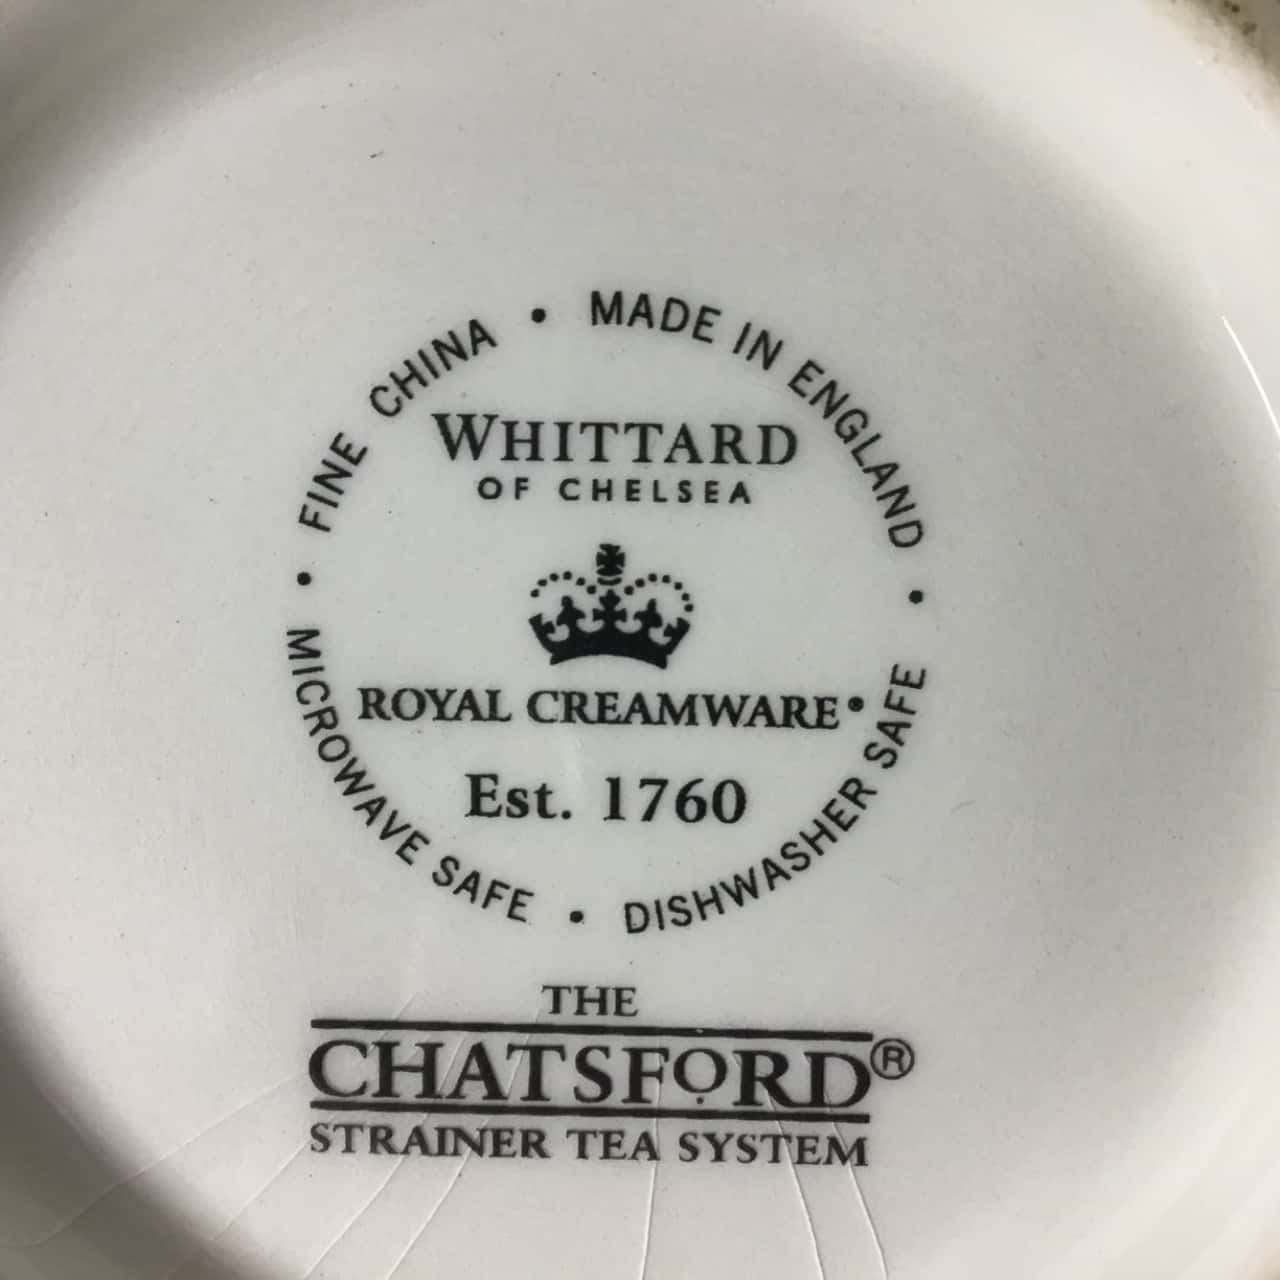 FINE CHINA • MADE IN ENGLAND •
WHITTARD
OF CHELSEA
ROYAL CREAMWARE•
Est. 1760
MICROWAVE SAFE • DISHWASHER SAFE
THE
CHATSFORD®
STRAINER TEA SYSTEM